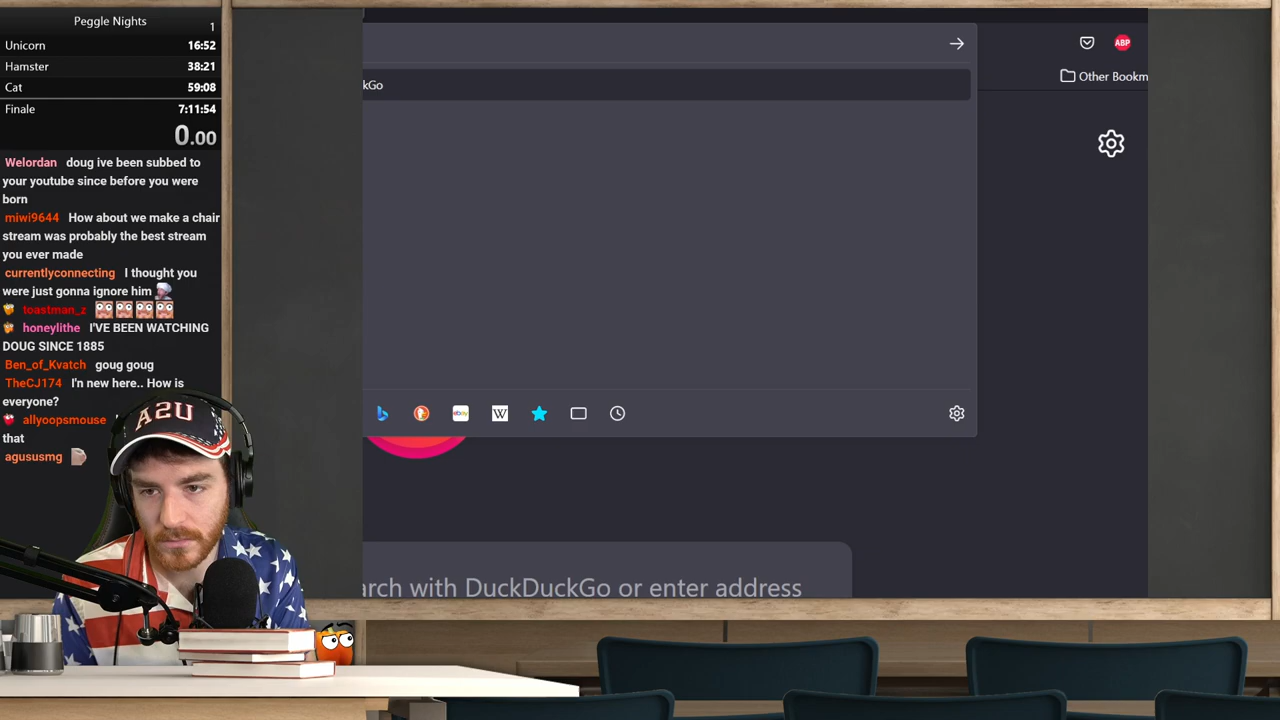 Peggle Nights
1
Unicorn 16:52
Hamster 38:21
Cat 59:08
Finale 7:11:54
0.00
Welordan doug ive been subbed to
your youtube since before you were
born
miwi9644 How about we make a chair
stream was probably the best stream
you ever made
currentlyconnecting I thought you
were just gonna ignore him
toastman_z
honeylithe I'VE BEEN WATCHING
DOUG SINCE 1885
Ben_of_Kvatch goug goug
TheCJ174 I'n new here.. How is
everyone?
allyoopsmouse
that
agususmg
A2U
kGo
ABP
Other Bookm
ebay
W
arch with DuckDuckGo or enter address